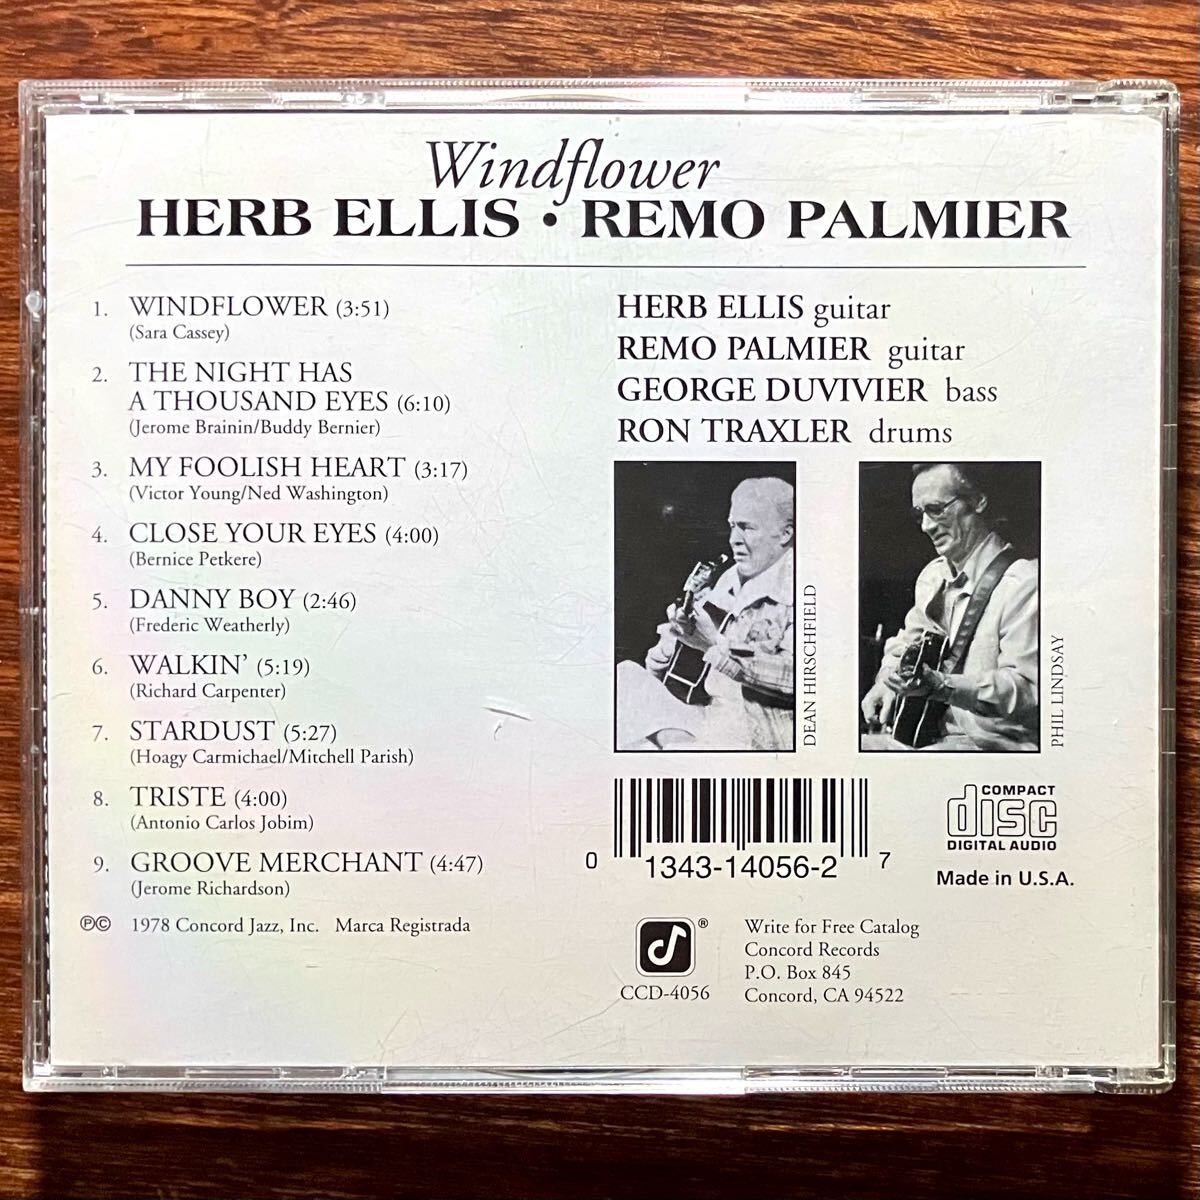 Windflower
HERB ELLIS • REMO PALMIER
1. WINDFLOWER (3:51)
(Sara Cassey)
2. THE NIGHT HAS
A THOUSAND EYES (6:10)
(Jerome Brainin/Buddy Bernier)
3. MY FOOLISH HEART (3:17)
(Victor Young/Ned Washington)
4. CLOSE YOUR EYES (4:00)
(Bernice Petkere)
5. DANNY BOY (2:46)
(Frederic Weatherly)
6. WALKIN' (5:19)
(Richard Carpenter)
7. STARDUST (5:27)
(Hoagy Carmichael/Mitchell Parish)
8. TRISTE (4:00)
(Antonio Carlos Jobim)
9. GROOVE MERCHANT (4:47)
(Jerome Richardson)
℗© 1978 Concord Jazz, Inc. Marca Registrada
HERB ELLIS guitar
REMO PALMIER guitar
GEORGE DUVIVIER bass
RON TRAXLER drums
DEAN HIRSCHFIELD
PHIL LINDSAY
0 1343-14056-2 7
COMPACT
disc
DIGITAL AUDIO
Made in U.S.A.
®
CCD-4056
Write for Free Catalog
Concord Records
P.O. Box 845
Concord, CA 94522